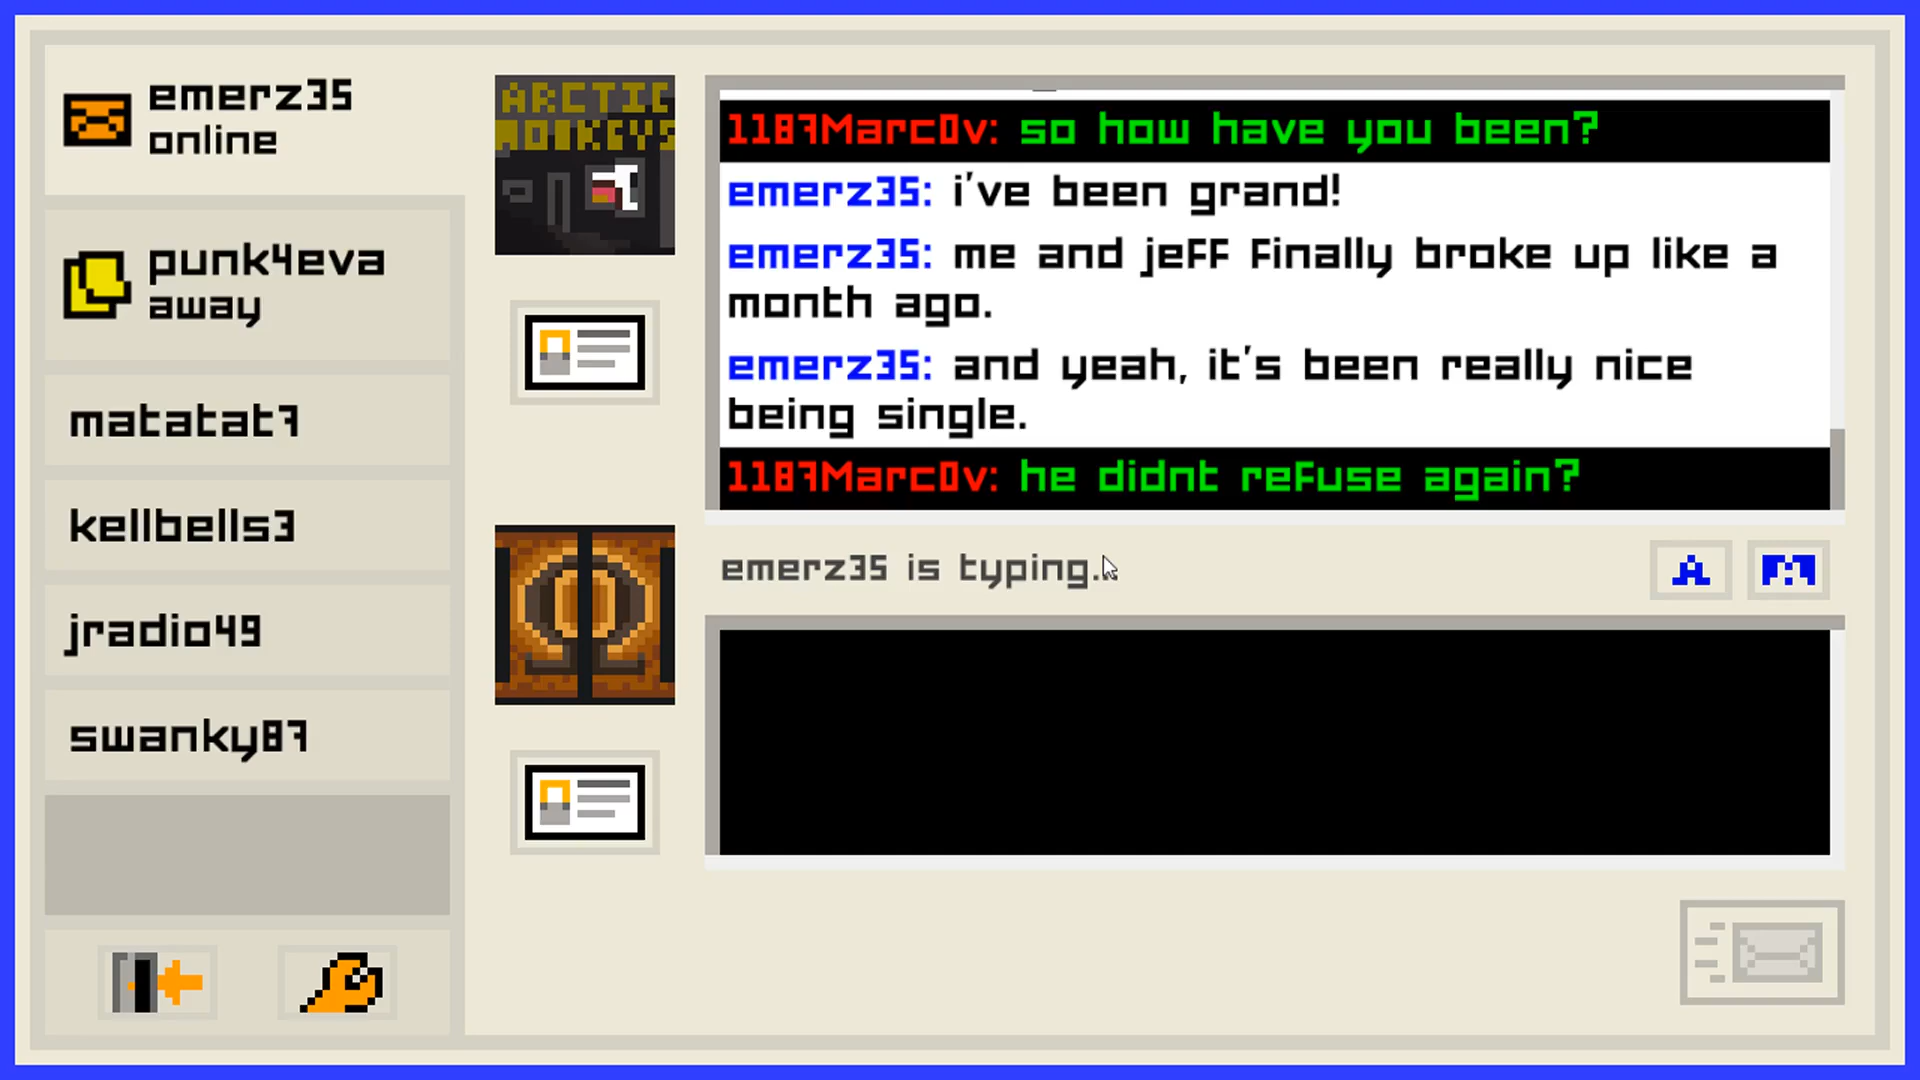 emerz35
online
punk4eva
away
matatat7
kellbells3
jradio49
swanky87
ARCTIC
MONKEYS
1187Marc0v: so how have you been?
emerz35: i've been grand!
emerz35: me and jeff finally broke up like a
month ago.
emerz35: and yeah, it's been really nice
being single.
1187Marc0v: he didnt refuse again?
emerz35 is typing..
A